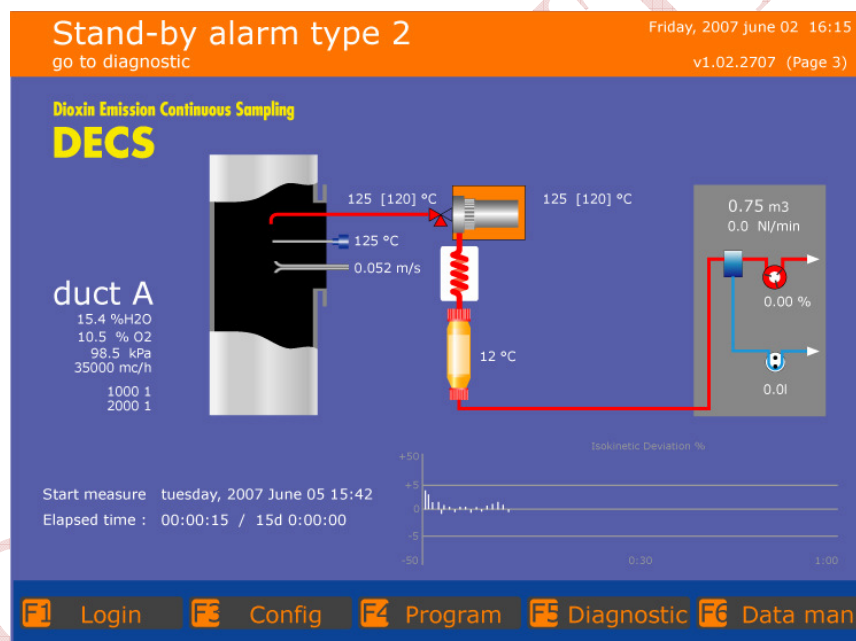 Stand-by alarm type 2
go to diagnostic
Friday, 2007 june 02 16:15
v1.02.2707 (Page 3)
Dioxin Emission Continuous Sampling
DECS
125 [120] °C
125 [120] °C
125 °C
0.052 m/s
0.75 m3
0.0 Nl/min
0.00 %
0.0l
12 °C
duct A
15.4 %H2O
10.5 % O2
98.5 kPa
35000 mc/h
1000 1
2000 1
Isokinetic Deviation %
+50
+5
0
-5
-50
0:30
1:00
Start measure tuesday, 2007 June 05 15:42
Elapsed time : 00:00:15 / 15d 0:00:00
F1 Login
F3 Config
F4 Program
F5 Diagnostic
F6 Data man